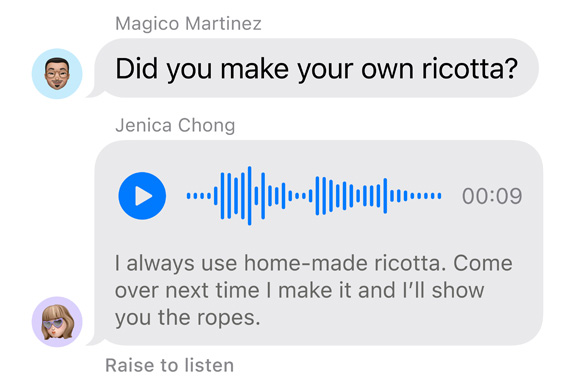 Magico Martinez
Did you make your own ricotta?
Jenica Chong
00:09
I always use home-made ricotta. Come
over next time I make it and I’ll show
you the ropes.
Raise to listen